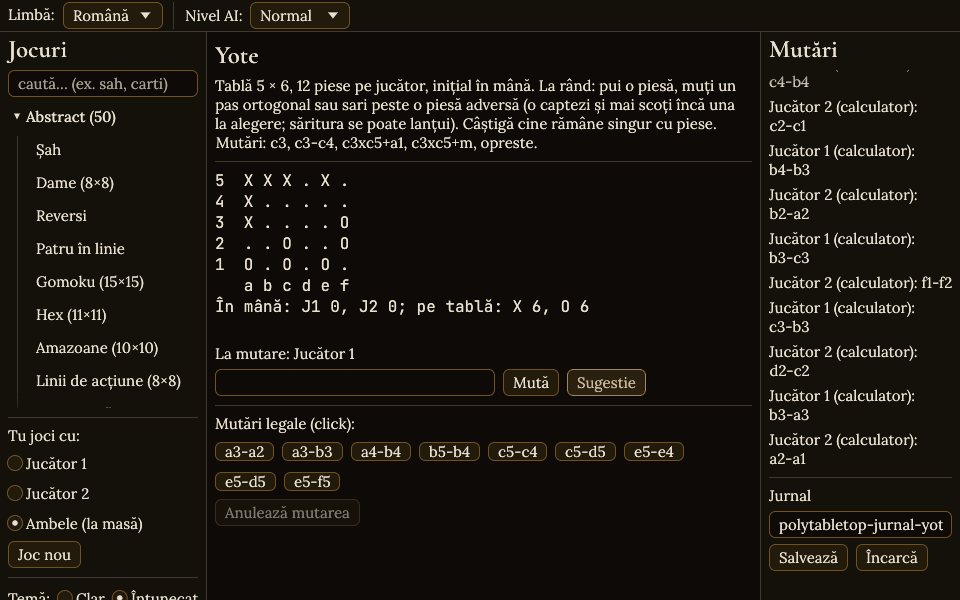 Limbă: Română ▼ Nivel AI: Normal ▼
Jocuri
caută... (ex. sah, carti)
▼ Abstract (50)
Șah
Dame (8×8)
Reversi
Patru în linie
Gomoku (15×15)
Hex (11×11)
Amazoane (10×10)
Linii de acțiune (8×8)
Tu joci cu:
Jucător 1
Jucător 2
Ambele (la masă)
Joc nou
Temă: Clar Întunecat
Yote
Tablă 5 × 6, 12 piese pe jucător, inițial în mână. La rând: pui o piesă, muți un
pas ortogonal sau sari peste o piesă adversă (o captezi și mai scoți încă una
la alegere; săritura se poate lanțui). Câștigă cine rămâne singur cu piese.
Mutări: c3, c3-c4, c3xc5+a1, c3xc5+m, opreste.
5 X X X . X .
4 X . . . . .
3 X . . . . O
2 . . O . . O
1 O . O . O .
a b c d e f
În mână: J1 0, J2 0; pe tablă: X 6, O 6
La mutare: Jucător 1
Mută Sugestie
Mutări legale (click):
a3-a2 a3-b3 a4-b4 b5-b4 c5-c4 c5-d5 e5-e4
e5-d5 e5-f5
Anulează mutarea
Mutări
c4-b4
Jucător 2 (calculator):
c2-c1
Jucător 1 (calculator):
b4-b3
Jucător 2 (calculator):
b2-a2
Jucător 1 (calculator):
b3-c3
Jucător 2 (calculator): f1-f2
Jucător 1 (calculator):
c3-b3
Jucător 2 (calculator):
d2-c2
Jucător 1 (calculator):
b3-a3
Jucător 2 (calculator):
a2-a1
Jurnal
polytabletop-jurnal-yot
Salvează Încarcă